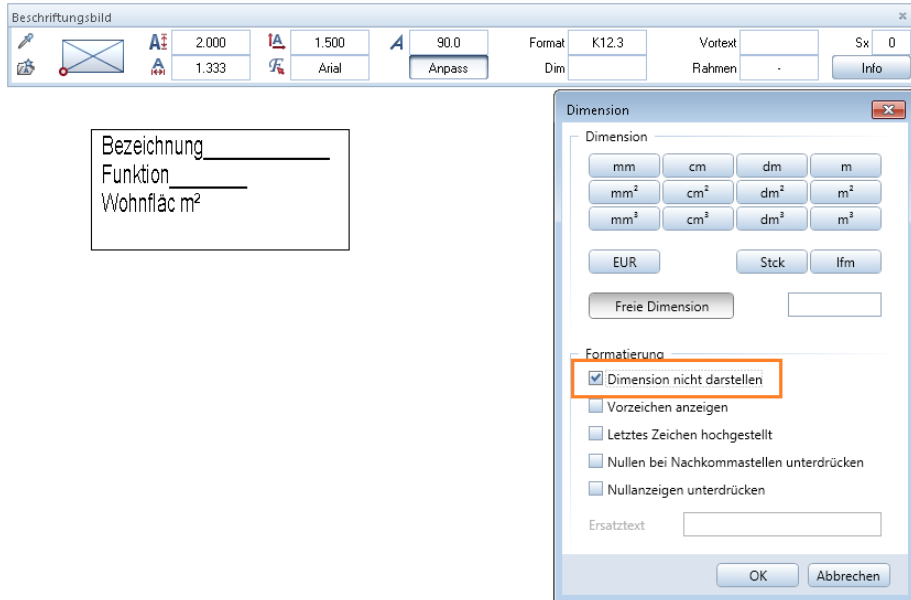 Beschriftungsbild
2.000 1.500 90.0 Format K12.3 Vortext Sx 0
1.333 Arial Anpass Dim Rahmen - Info
Bezeichnung__________
Funktion______
Wohnfläc m²
Dimension
Dimension
mm cm dm m
mm² cm² dm² m²
mm³ cm³ dm³ m³
EUR Stck lfm
Freie Dimension
Formatierung
Dimension nicht darstellen
Vorzeichen anzeigen
Letztes Zeichen hochgestellt
Nullen bei Nachkommastellen unterdrücken
Nullanzeigen unterdrücken
Ersatztext
OK Abbrechen